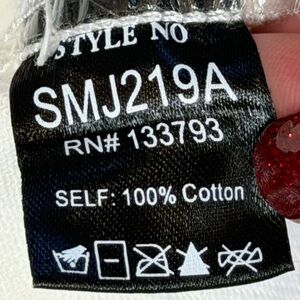 STYLE NO
SMJ219A
RN# 133793
SELF: 100% Cotton